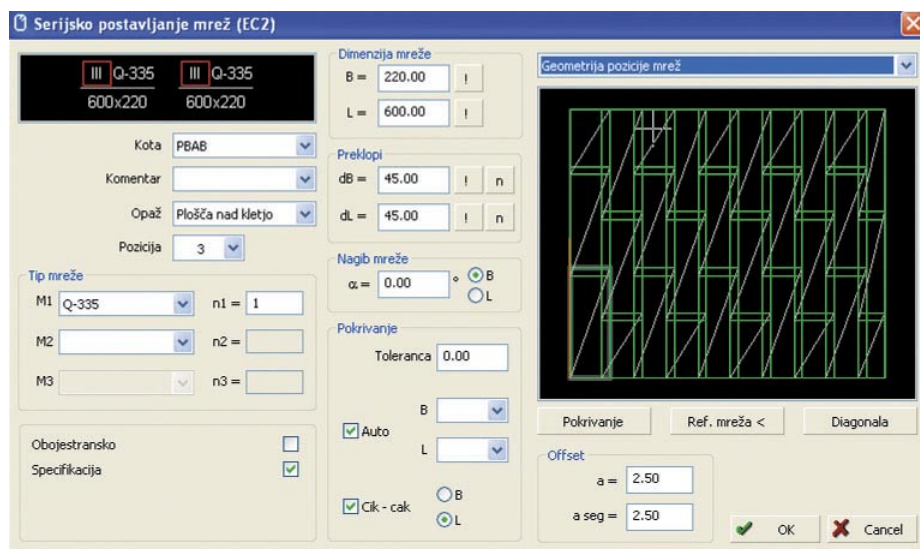 Serijsko postavljanje mrež (EC2)
III Q-335 III Q-335
600x220 600x220
Kota PBAB
Komentar
Opaž Plošča nad kletjo
Pozicija 3
Tip mreže
M1 Q-335 n1 = 1
M2 n2 =
M3 n3 =
Obojestransko
Specifikacija
Dimenzija mreže
B = 220.00 !
L = 600.00 !
Preklopi
dB = 45.00 ! n
dL = 45.00 ! n
Nagib mreže
α = 0.00 ° B
L
Pokrivanje
Toleranca 0.00
B
Auto
L
Cik - cak B
L
Geometrija pozicije mrež
Pokrivanje Ref. mreža < Diagonala
Offset
a = 2.50
a seg = 2.50
OK Cancel